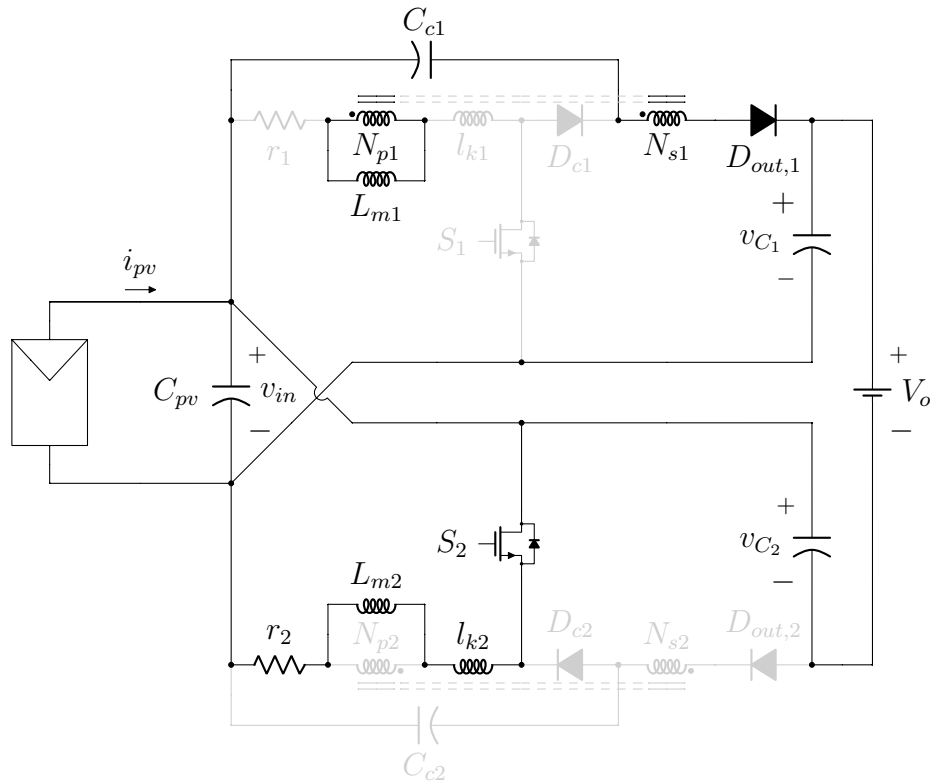 C_{c1}
r_1
N_{p1}
l_{k1}
D_{c1}
N_{s1}
D_{out,1}
L_{m1}
S_1
+
v_{C_1}
−
i_{pv}
C_{pv}
+
v_{in}
−
+
V_o
−
S_2
+
v_{C_2}
−
L_{m2}
r_2
N_{p2}
l_{k2}
D_{c2}
N_{s2}
D_{out,2}
C_{c2}